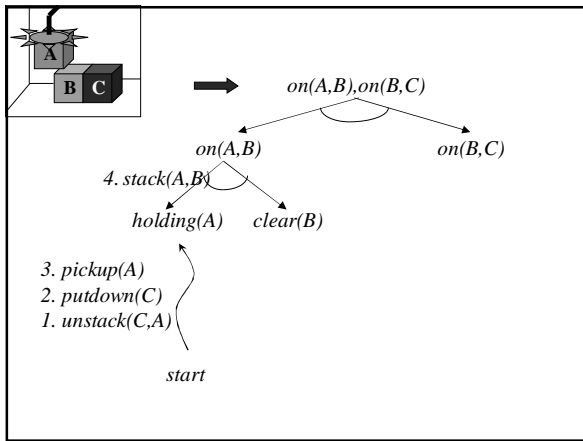 A
B C
on(A,B),on(B,C)
on(A,B)
on(B,C)
4. stack(A,B)
holding(A)
clear(B)
3. pickup(A)
2. putdown(C)
1. unstack(C,A)
start